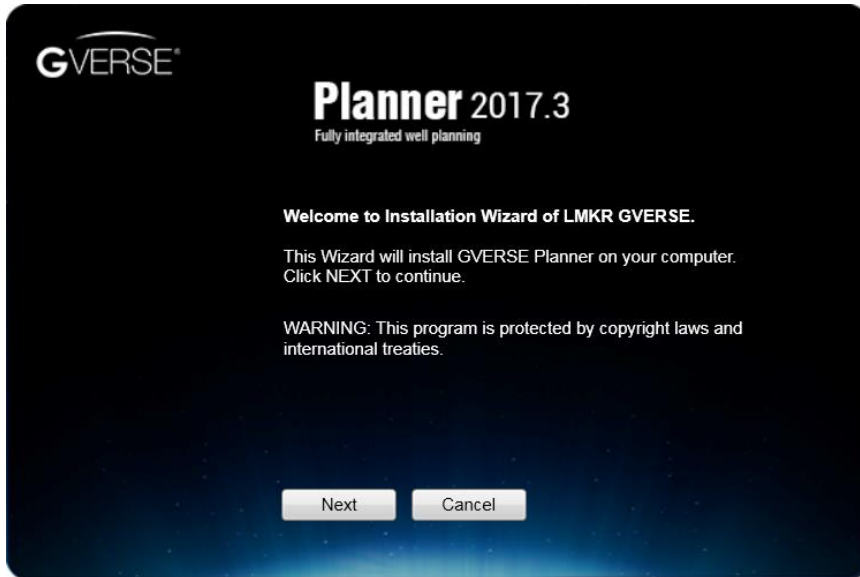 GVERSE®
Planner 2017.3
Fully integrated well planning
Welcome to Installation Wizard of LMKR GVERSE.
This Wizard will install GVERSE Planner on your computer.
Click NEXT to continue.
WARNING: This program is protected by copyright laws and
international treaties.
Next Cancel